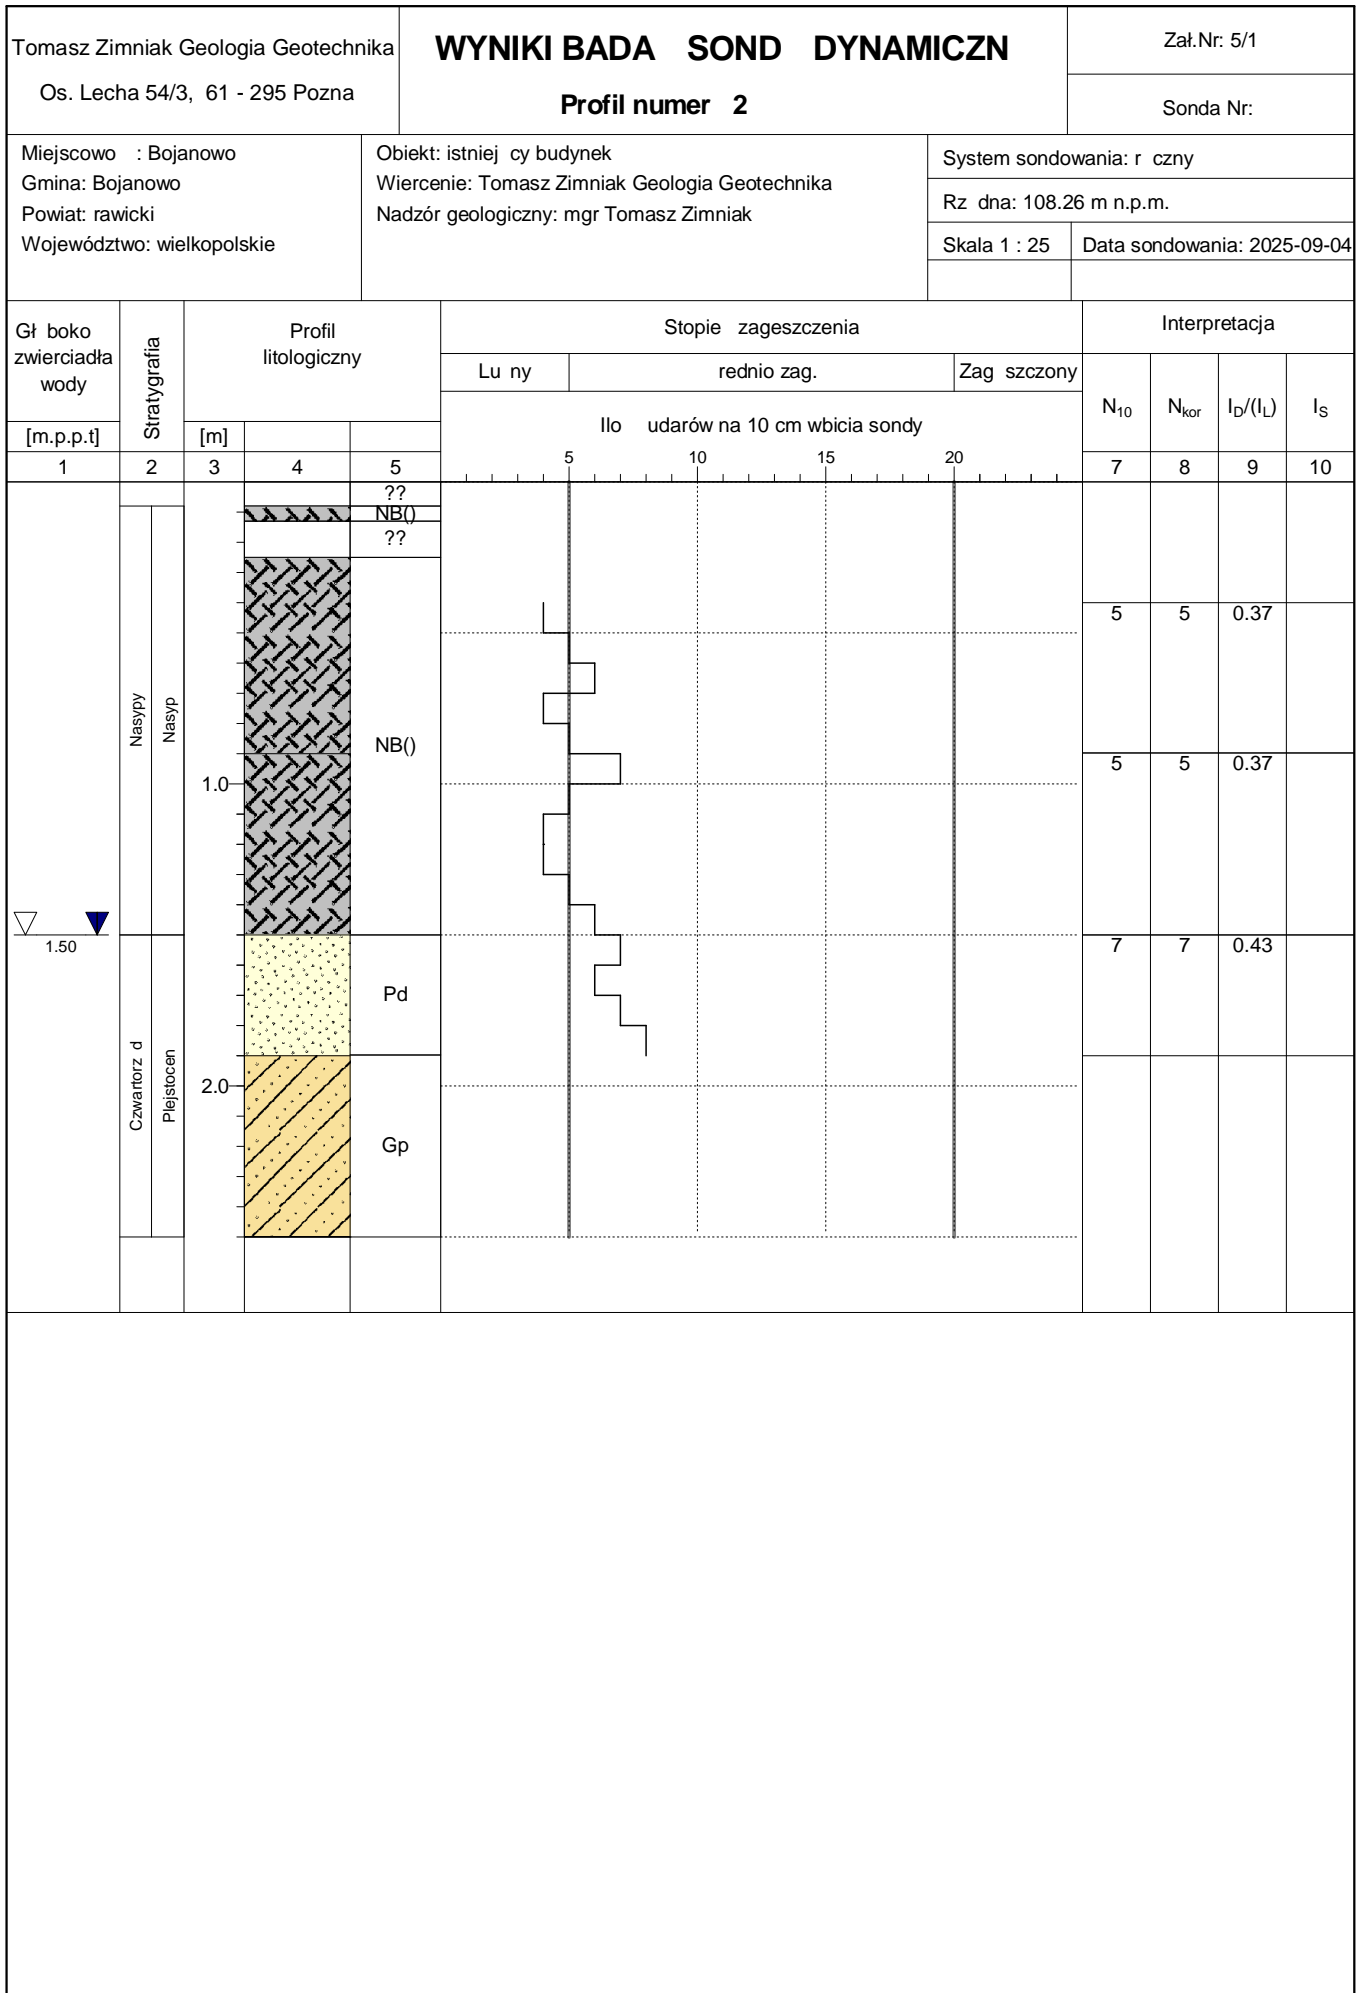 Tomasz Zimniak Geologia Geotechnika
Os. Lecha 54/3, 61 - 295 Pozna
WYNIKI BADA SOND DYNAMICZN
Profil numer 2
Zał.Nr: 5/1
Sonda Nr:
Miejscowo : Bojanowo
Gmina: Bojanowo
Powiat: rawicki
Województwo: wielkopolskie
Obiekt: istniej cy budynek
Wiercenie: Tomasz Zimniak Geologia Geotechnika
Nadzór geologiczny: mgr Tomasz Zimniak
System sondowania: r czny
Rz dna: 108.26 m n.p.m.
Skala 1 : 25
Data sondowania: 2025-09-04
Gł boko
zwierciadła
wody
[m.p.p.t]
Stratygrafia
Profil
litologiczny
[m]
Stopie zageszczenia
Lu ny
rednio zag.
Zag szczony
Ilo udarów na 10 cm wbicia sondy
5 10 15 20
Interpretacja
N10 Nkor ID/(IL) IS
1 2 3 4 5 7 8 9 10
??
NB()
??
5 5 0.37
Nasypy
Nasyp
NB()
5 5 0.37
1.0
1.50
7 7 0.43
Pd
Czwartorz d
Plejstocen
2.0
Gp